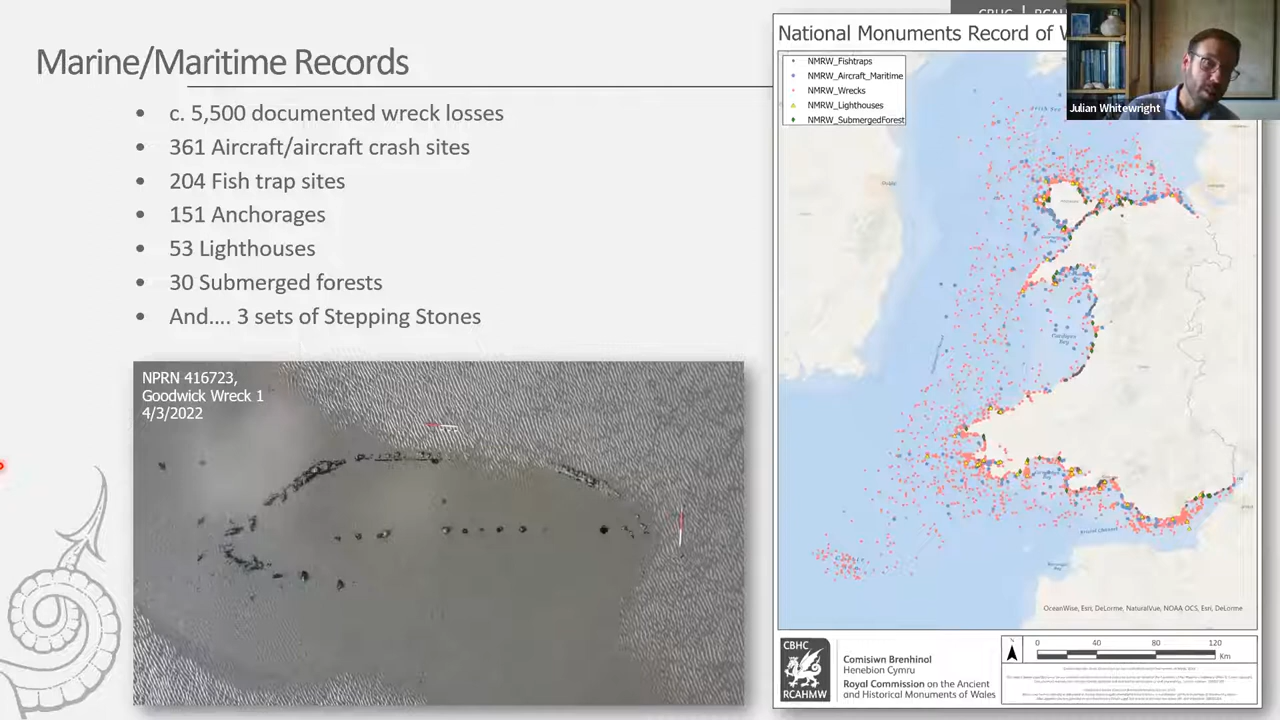 Marine/Maritime Records
• c. 5,500 documented wreck losses
• 361 Aircraft/aircraft crash sites
• 204 Fish trap sites
• 151 Anchorages
• 53 Lighthouses
• 30 Submerged forests
• And.... 3 sets of Stepping Stones
NPRN 416723,
Goodwick Wreck 1
4/3/2022
National Monuments Record of
NMRW_Fishtraps
NMRW_Aircraft_Maritime
NMRW_Wrecks
NMRW_Lighthouses
NMRW_SubmergedForest
Julian Whitewright
OceanWise, Esri, DeLorme, NaturalVue, NOAA OCS, Esri, DeLorme
CBHC
RCAHMW
Comisiwn Brenhinol
Henebion Cymru
Royal Commission on the Ancient
and Historical Monuments of Wales
N
0 40 80 120
Km